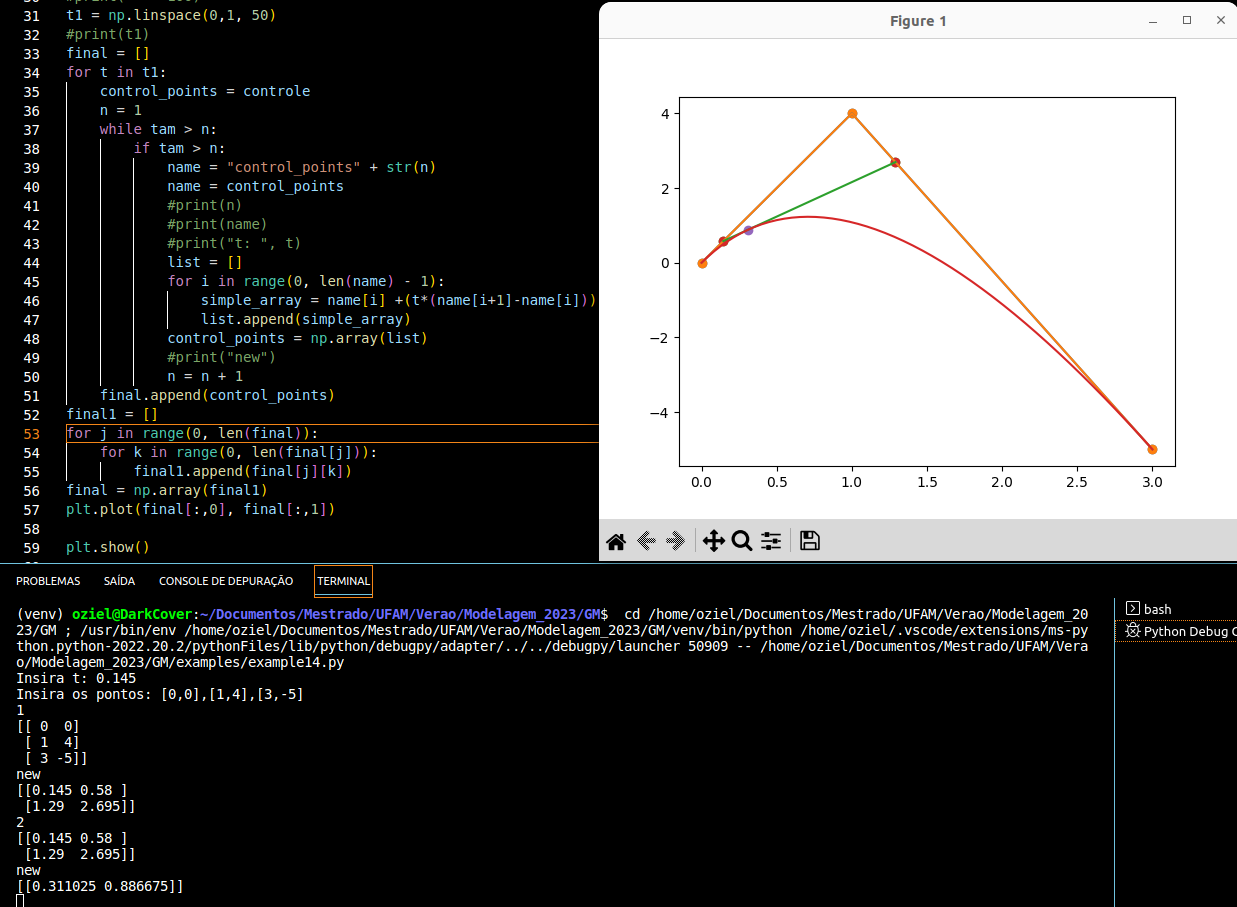 31 t1 = np.linspace(0,1, 50)
32 #print(t1)
33 final = []
34 for t in t1:
35 control_points = controle
36 n = 1
37 while tam > n:
38 if tam > n:
39 name = "control_points" + str(n)
40 name = control_points
41 #print(n)
42 #print(name)
43 #print("t: ", t)
44 list = []
45 for i in range(0, len(name) - 1):
46 simple_array = name[i] +(t*(name[i+1]-name[i]))
47 list.append(simple_array)
48 control_points = np.array(list)
49 #print("new")
50 n = n + 1
51 final.append(control_points)
52 final1 = []
53 for j in range(0, len(final)):
54 for k in range(0, len(final[j])):
55 final1.append(final[j][k])
56 final = np.array(final1)
57 plt.plot(final[:,0], final[:,1])
58
59 plt.show()
Figure 1
4
2
0
−2
−4
0.0 0.5 1.0 1.5 2.0 2.5 3.0
PROBLEMAS SAÍDA CONSOLE DE DEPURAÇÃO TERMINAL
(venv) oziel@DarkCover:~/Documentos/Mestrado/UFAM/Verao/Modelagem_2023/GM$  cd /home/oziel/Documentos/Mestrado/UFAM/Verao/Modelagem_20
23/GM ; /usr/bin/env /home/oziel/Documentos/Mestrado/UFAM/Verao/Modelagem_2023/GM/venv/bin/python /home/oziel/.vscode/extensions/ms-py
thon.python-2022.20.2/pythonFiles/lib/python/debugpy/adapter/../../debugpy/launcher 50909 -- /home/oziel/Documentos/Mestrado/UFAM/Vera
o/Modelagem_2023/GM/examples/example14.py
Insira t: 0.145
Insira os pontos: [0,0],[1,4],[3,-5]
1
[[ 0  0]
[ 1  4]
[ 3 -5]]
new
[[0.145 0.58 ]
[1.29  2.695]]
2
[[0.145 0.58 ]
[1.29  2.695]]
new
[[0.311025 0.886675]]
bash
Python Debug C